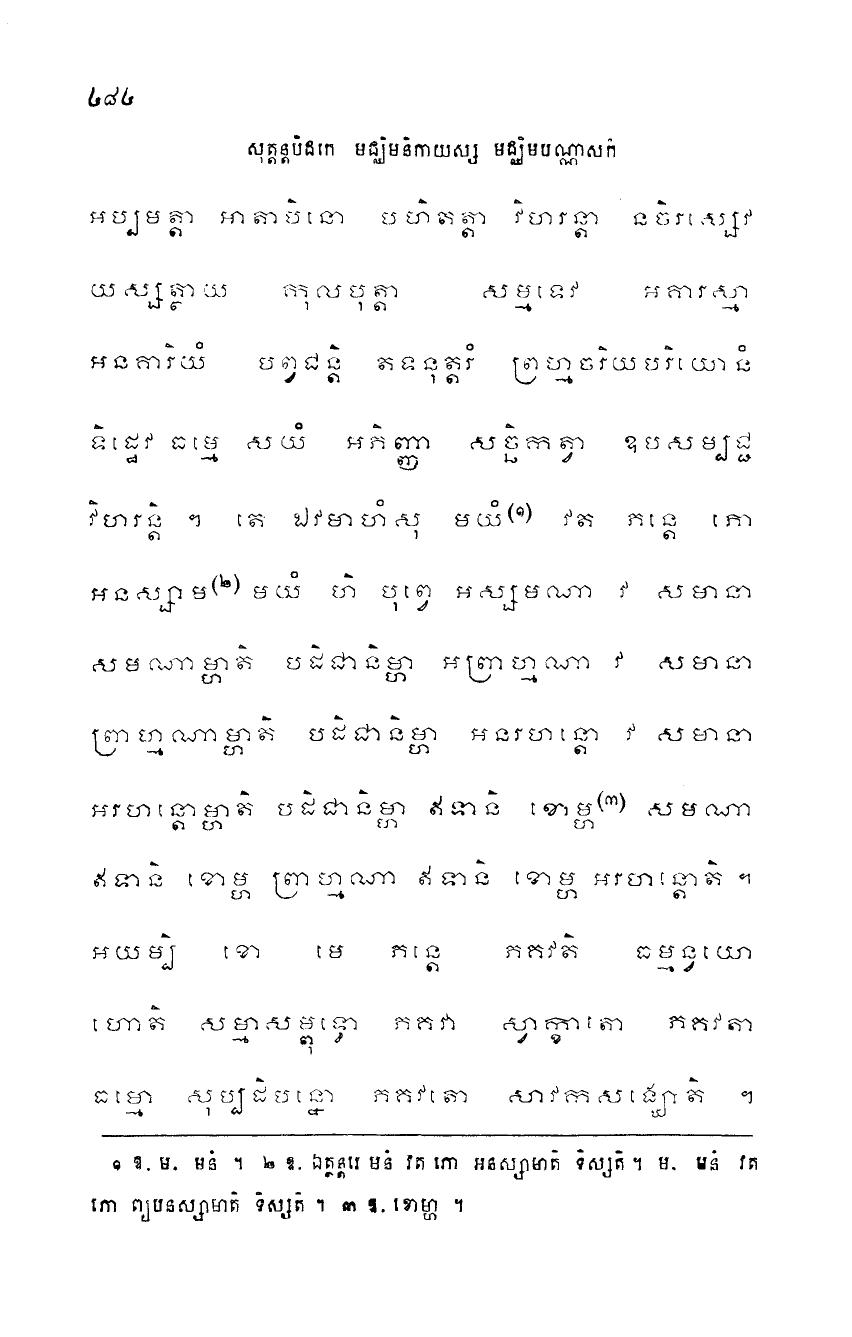 ៤៨៤
សុត្តន្តបិដកេ មជ្ឈិមនិកាយស្ស មជ្ឈិមបណ្ណាសកំ
អប្បមត្តា អាតាបិនោ បហិតត្តា វិហរន្តា នចិរស្សេវ
យស្សត្ថាយ កុលបុត្តា សម្មទេវ អគារស្មា
អនគារិយំ បព្វជន្តិ តទនុត្តរំ ព្រហ្មចរិយបរិយោធំ
ទិដ្ឋេវ ធម្មេ សយំ អភិញ្ញា សច្ឆិកត្វា ឧបសម្បជ្ជ
វិហរន្តិ ។ តេ ឯវមាហំសុ មយំ(១) វត ភន្តេ ភោ
អនស្សាម(២) មយំ ហិ បុព្វេ អស្សមណា វ សមានា
សមណាម្ហាតិ បដិជានិម្ហា អព្រាហ្មណា វ សមានា
ព្រាហ្មណាម្ហាតិ បដិជានិម្ហា អនរហន្តោ វ សមានា
អរហន្តោម្ហាតិ បដិជានិម្ហា ឥទានិ ខោម្ហ(៣) សមណា
ឥទានិ ខោម្ហ ព្រាហ្មណា ឥទានិ ខោម្ហ អរហន្តោតិ ។
អយម្បិ ខោ មេ ភន្តេ ភគវតិ ធម្មន្វយោ
ហោតិ សម្មាសម្ពុទ្ធោ ភគវា ស្វាក្ខាតោ ភគវតា
ធម្មោ សុប្បដិបន្នោ ភគវតោ សាវកសង្ឃោតិ ។
១ ឱ. ម. មនំ ។ ២ ឱ. ឯត្ថន្តរេ មនំ វត ភោ អនស្សាមាតិ ទិស្សតិ ។ ម. មនំ វត
ភោ ព្យបនស្សាមាតិ ទិស្សតិ ។ ៣ ឱ. ខោម្ហា ។